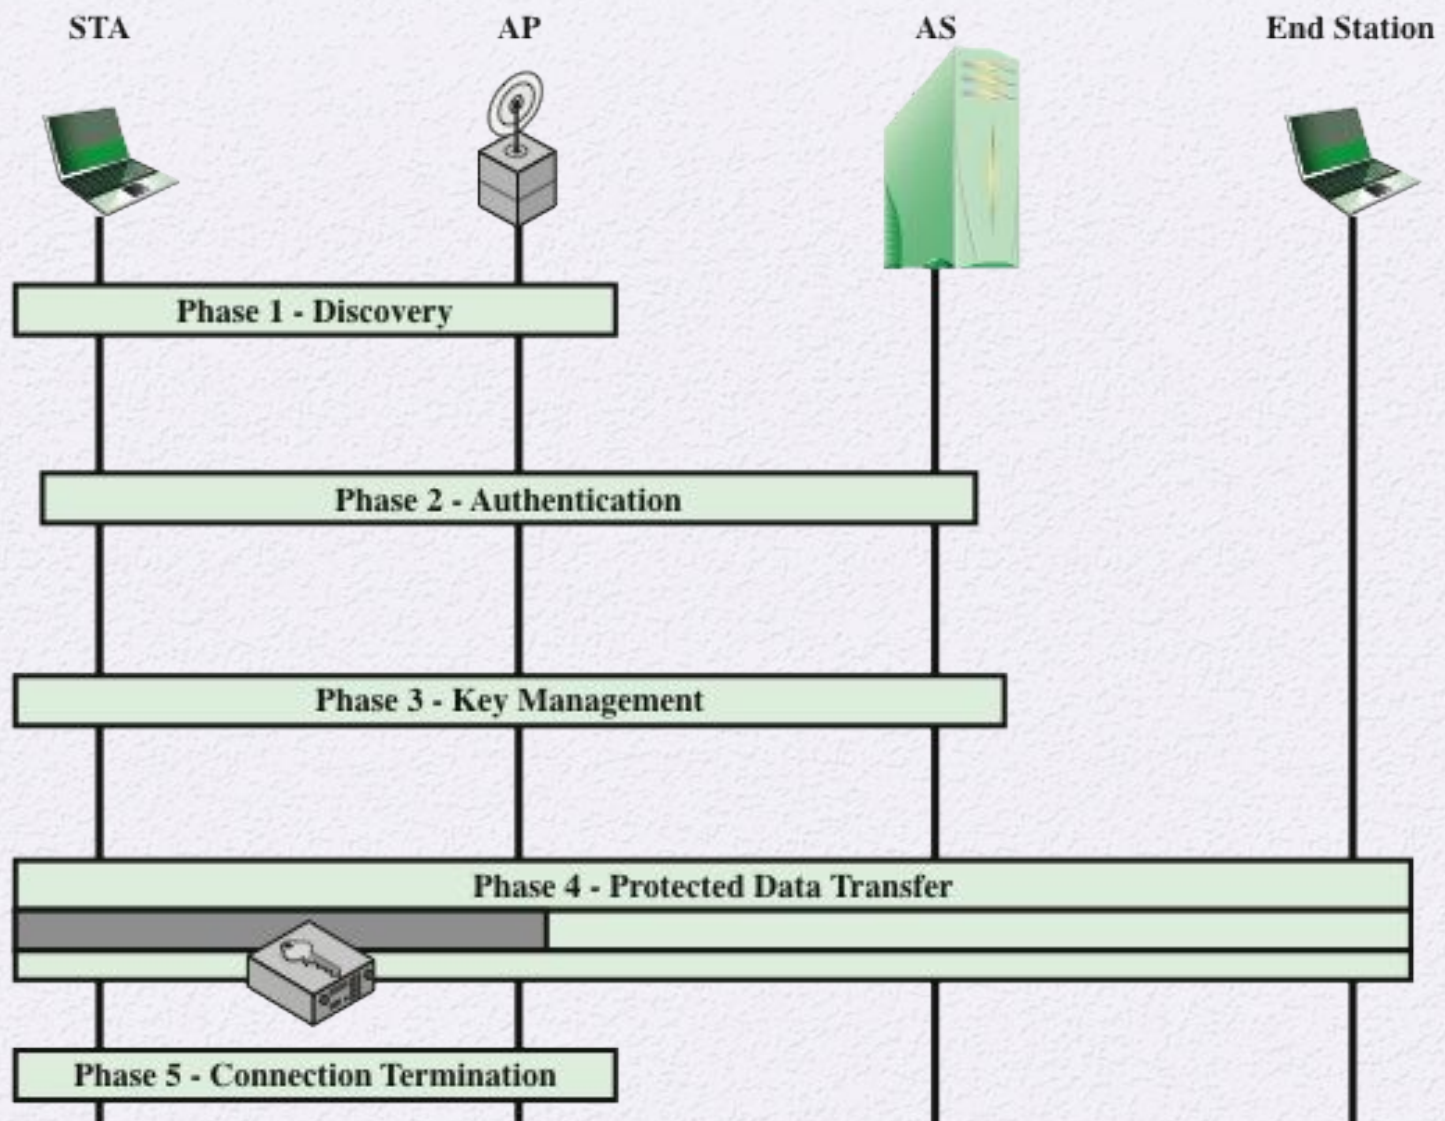 STA
AP
AS
End Station
Phase 1 - Discovery
Phase 2 - Authentication
Phase 3 - Key Management
Phase 4 - Protected Data Transfer
Phase 5 - Connection Termination